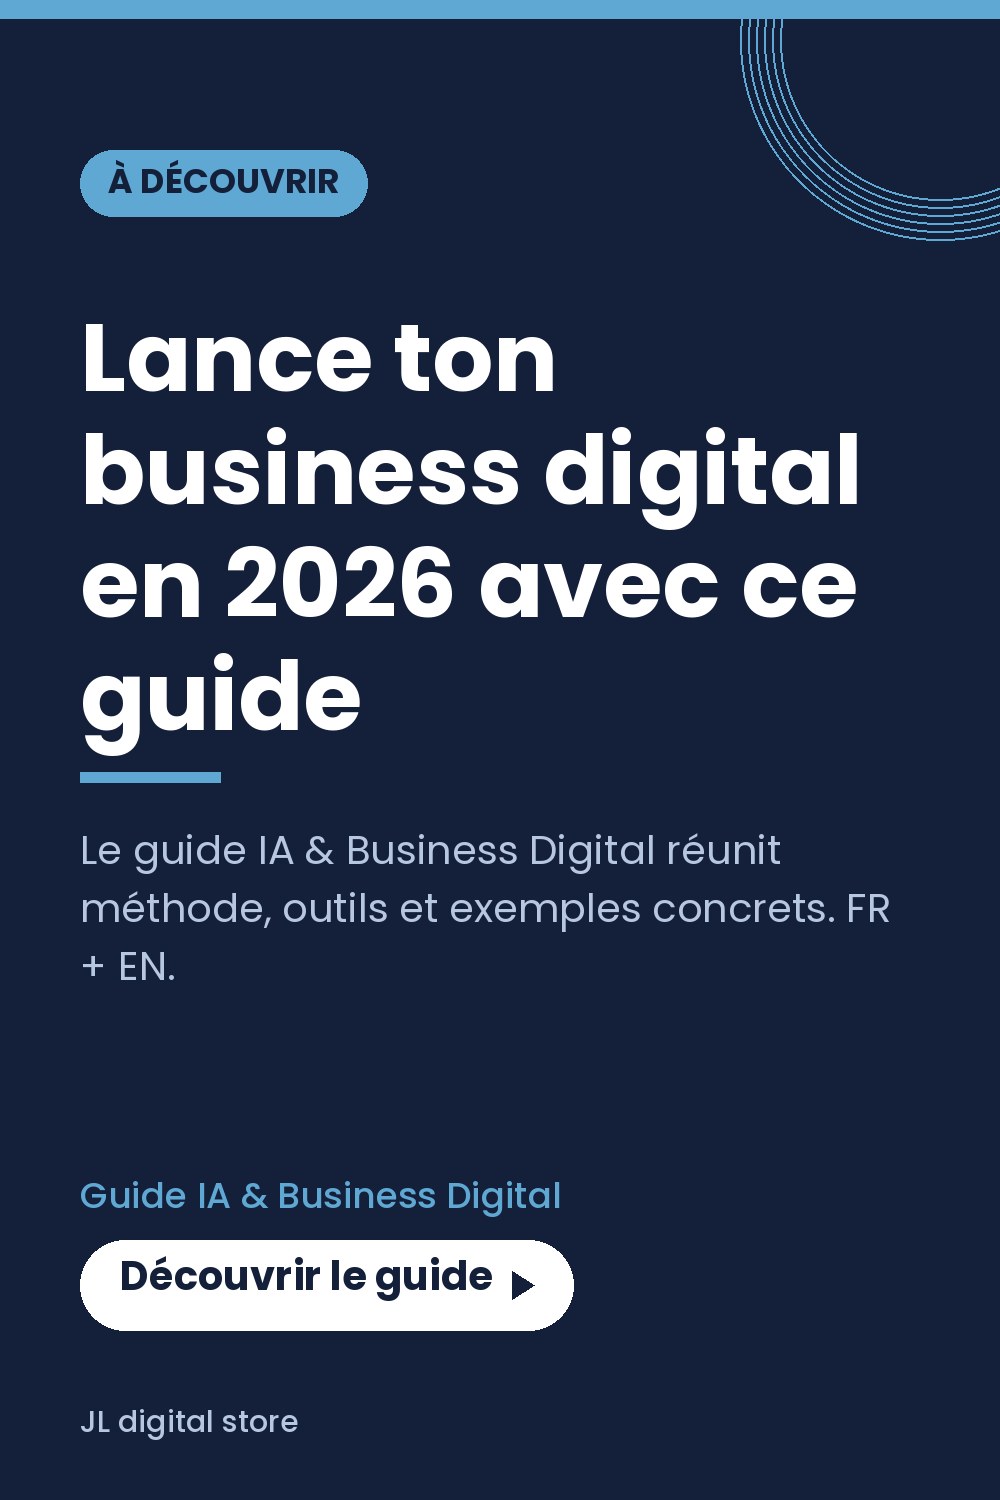 À DÉCOUVRIR
Lance ton
business digital
en 2026 avec ce
guide
Le guide IA & Business Digital réunit
méthode, outils et exemples concrets. FR
+ EN.
Guide IA & Business Digital
Découvrir le guide
JL digital store